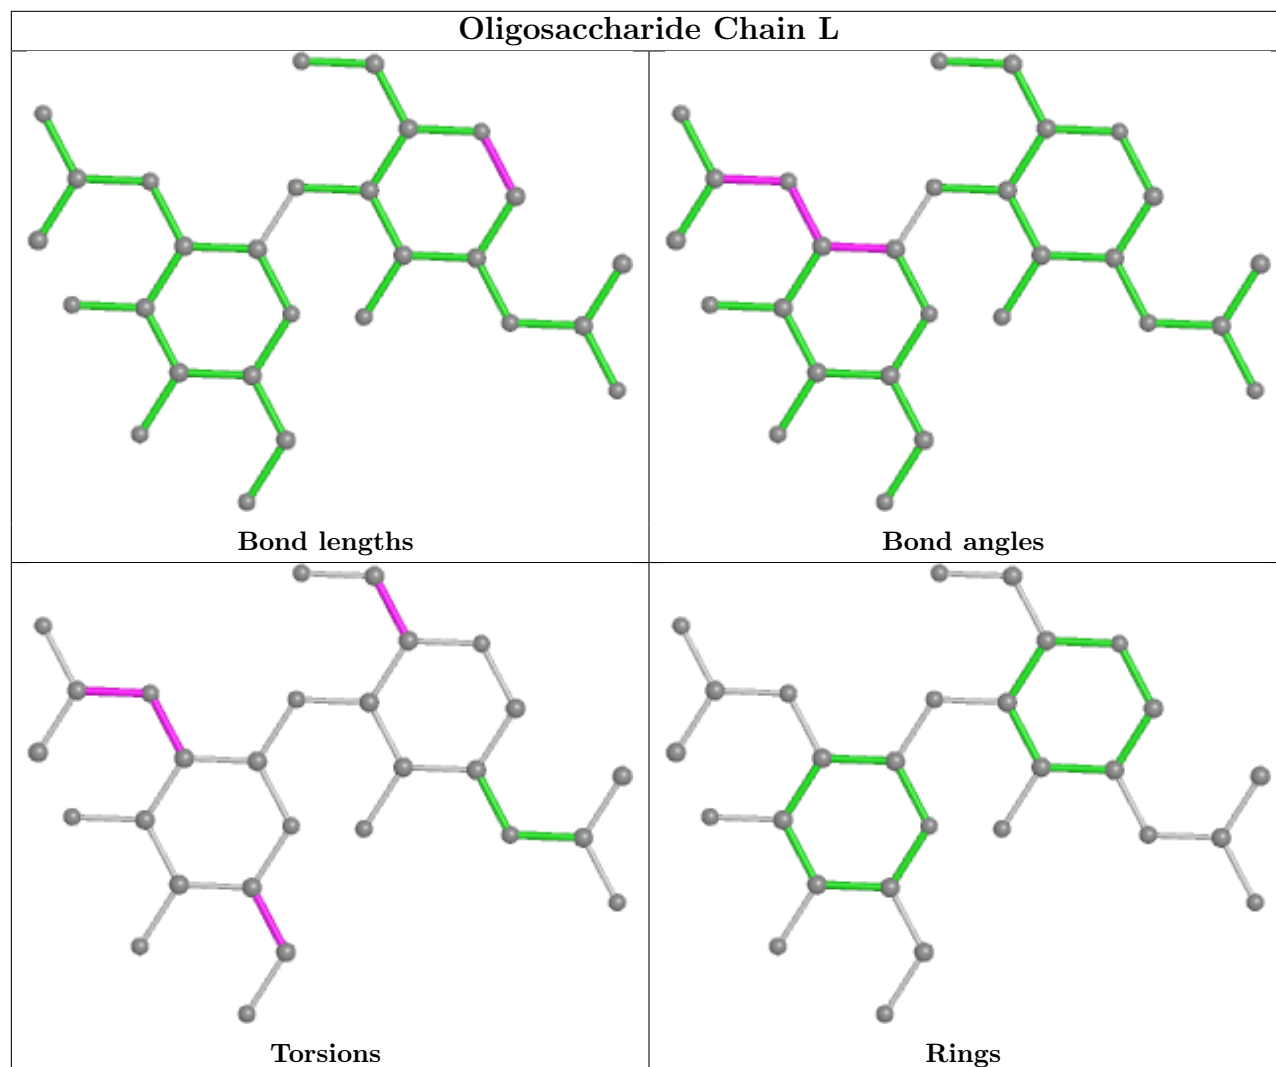 Oligosaccharide Chain L
Bond lengths
Bond angles
Torsions
Rings